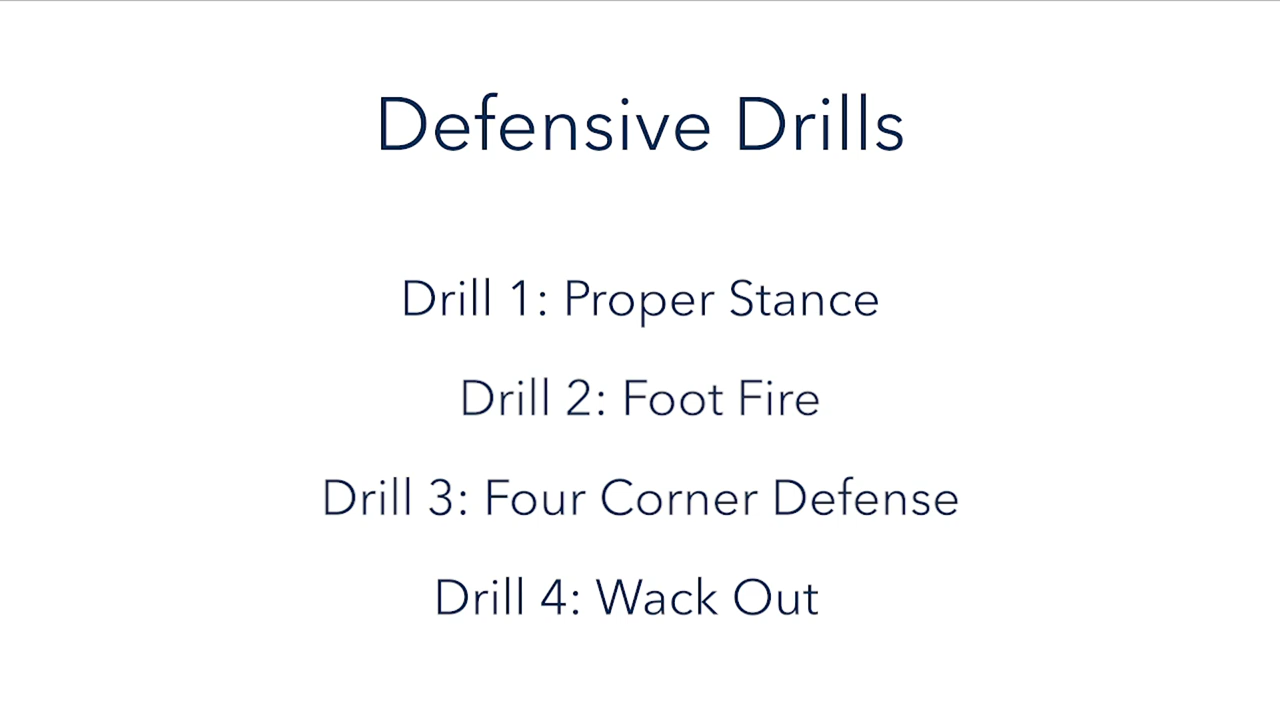 Defensive Drills
Drill 1: Proper Stance
Drill 2: Foot Fire
Drill 3: Four Corner Defense
Drill 4: Wack Out